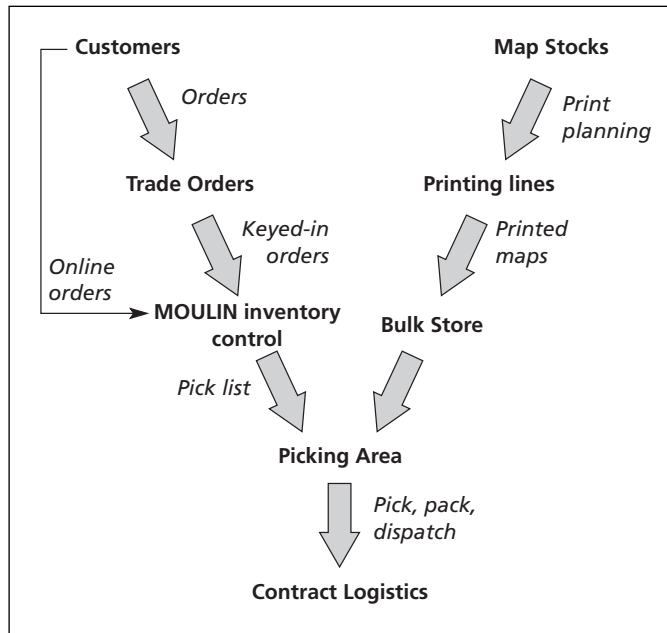 Customers
Map Stocks
Orders
Print
planning
Trade Orders
Printing lines
Keyed-in
orders
Printed
maps
Online
orders
MOULIN inventory
control
Bulk Store
Pick list
Picking Area
Pick, pack,
dispatch
Contract Logistics